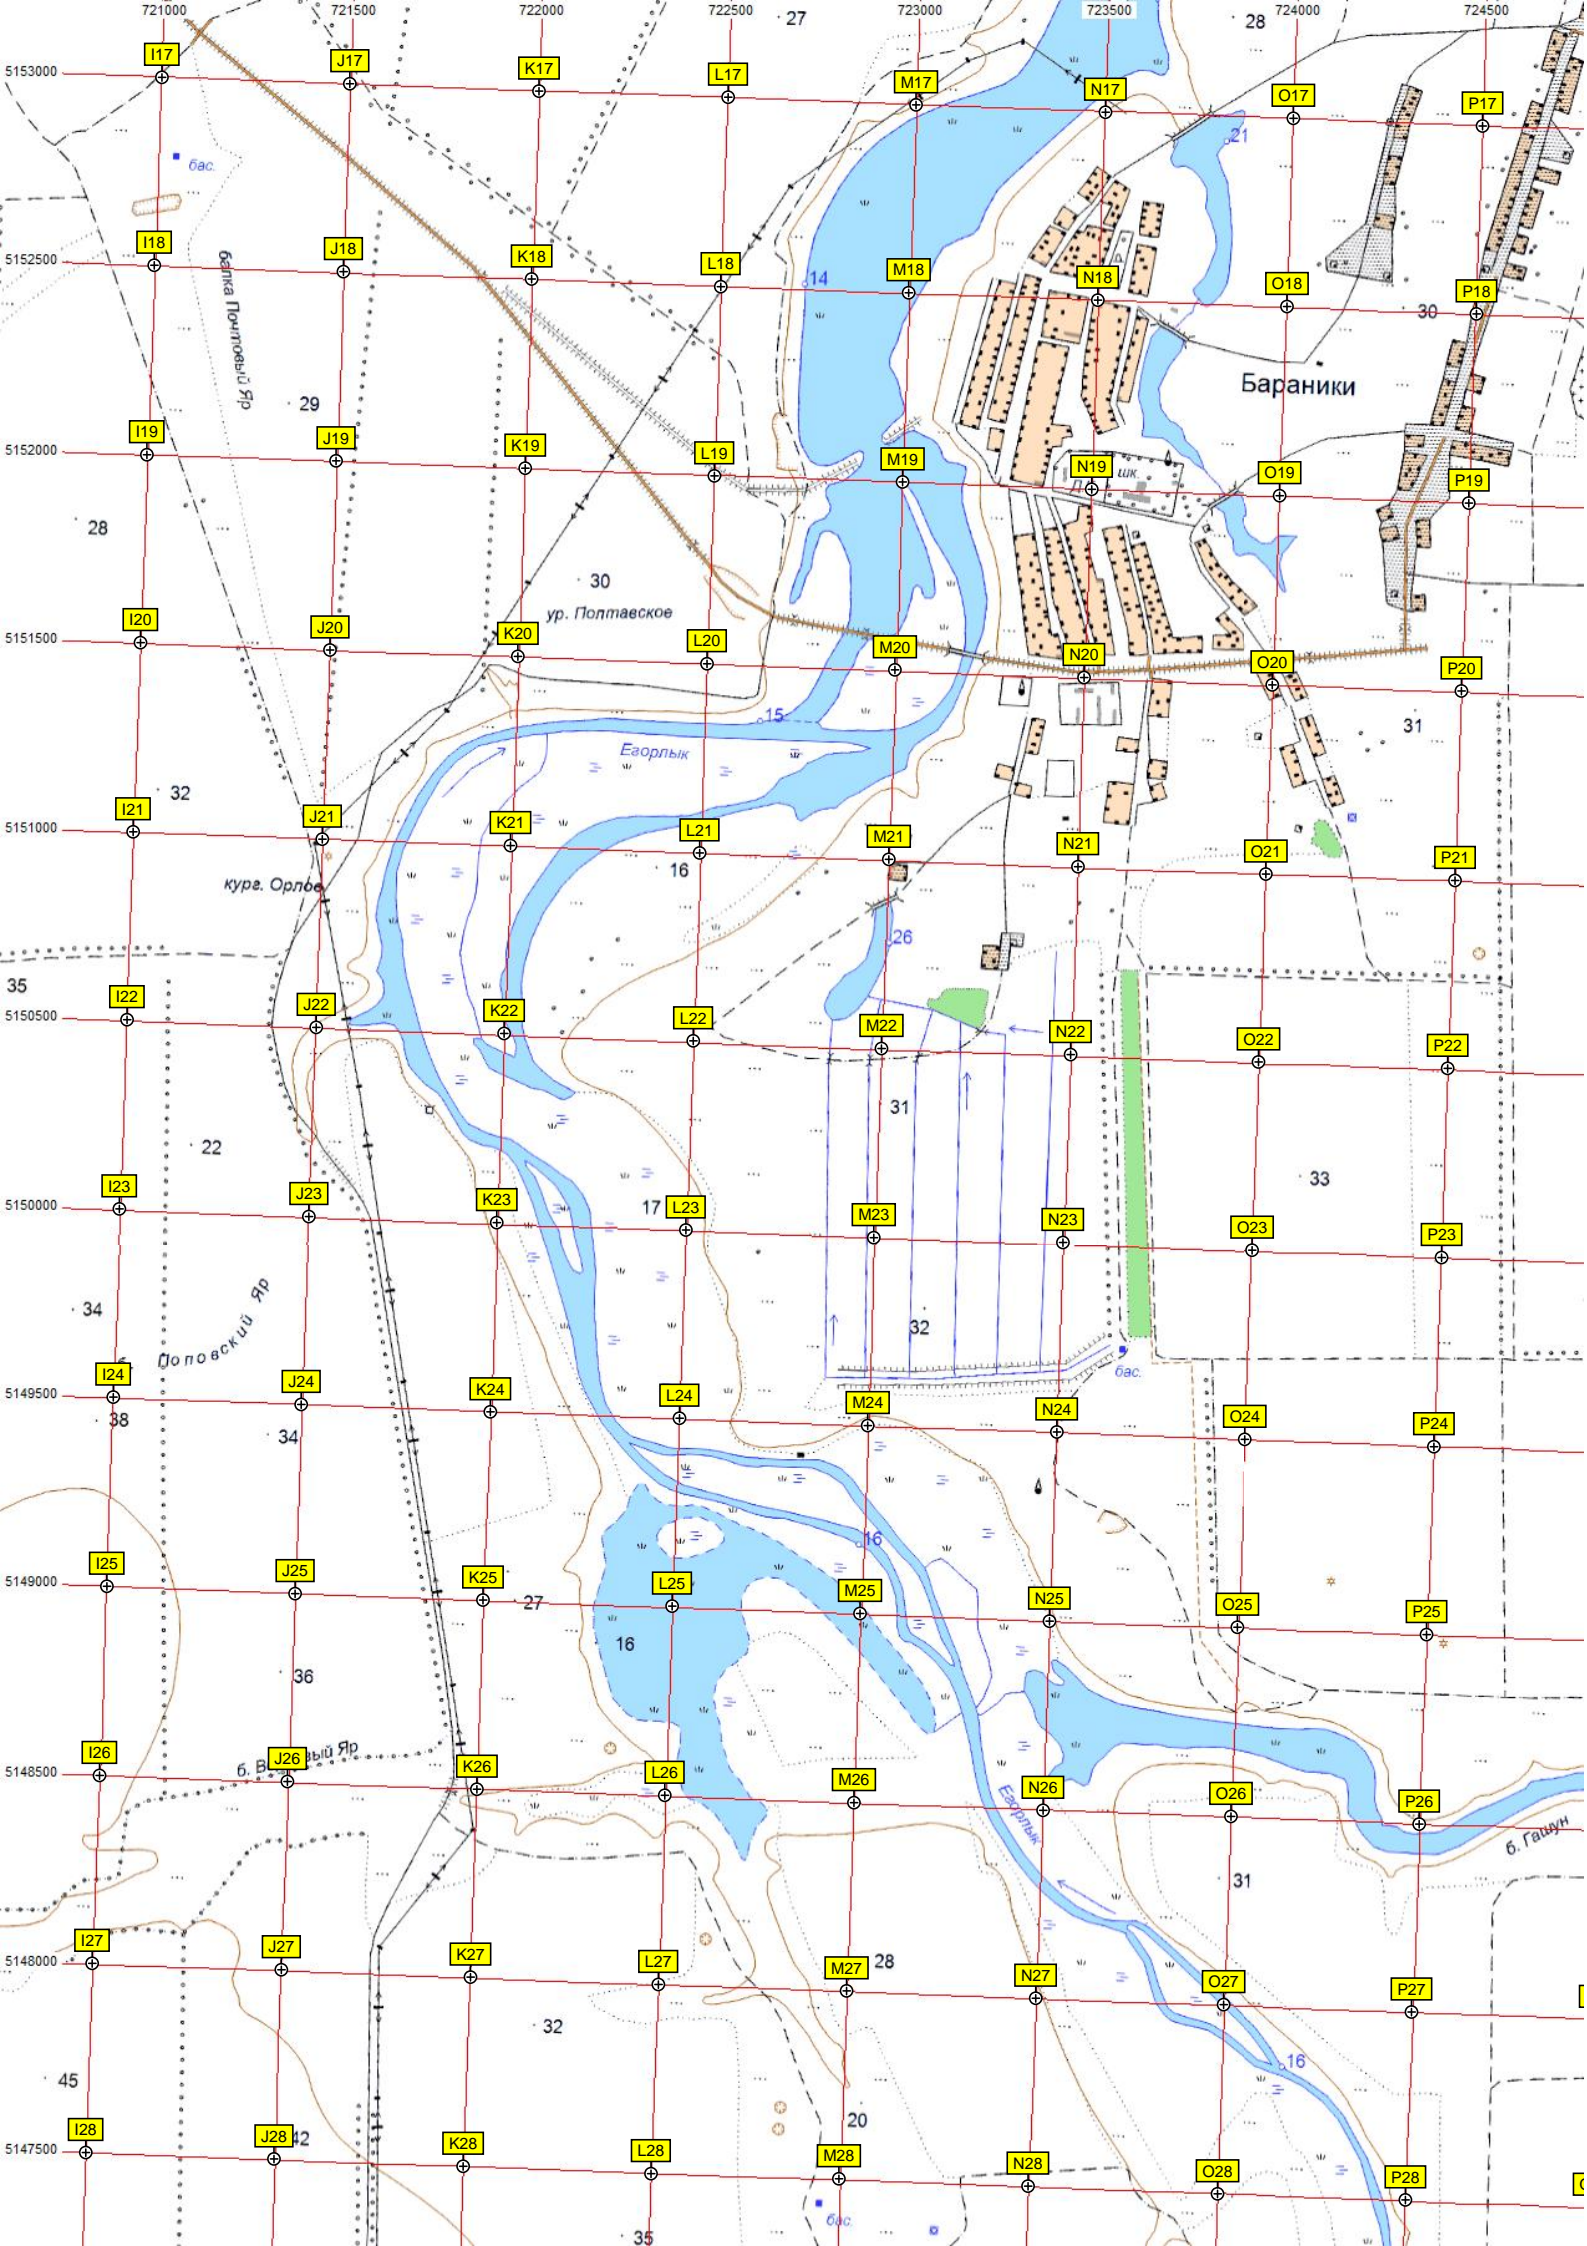 721000 721500 722000 722500 723000 723500 724000 724500
27 28
5153000 I17 J17 K17 L17 M17 N17 O17 P17
бас. 21
5152500 I18 J18 K18 L18 M18 N18 O18 P18
балка Почтовый Яр
14 30
Р
29 Бараники
5152000 I19 J19 K19 L19 M19 N19 O19 P19
шк.
28
30
ур. Полтавское
5151500 I20 J20 K20 L20 M20 N20 O20 P20
15 31
Егорлык
32
5151000 I21 J21 K21 L21 M21 N21 O21 P21
16
кург. Орлов
26
35
5150500 I22 J22 K22 L22 M22 N22 O22 P22
31
22
33
5150000 I23 J23 K23 17 L23 M23 N23 O23 P23
34
32
б. Поповский Яр
бас.
5149500 I24 J24 K24 L24 M24 N24 O24 P24
38
34
16
5149000 I25 J25 K25 L25 M25 N25 O25 P25
27
16
36
5148500 I26 J26 K26 L26 M26 N26 O26 P26
Егорлык
б. Гашун
31
5148000 I27 J27 K27 L27 M27 28 N27 O27 P27
32
16
45
20
5147500 I28 J28 42 K28 L28 M28 N28 O28 P28
бас.
35